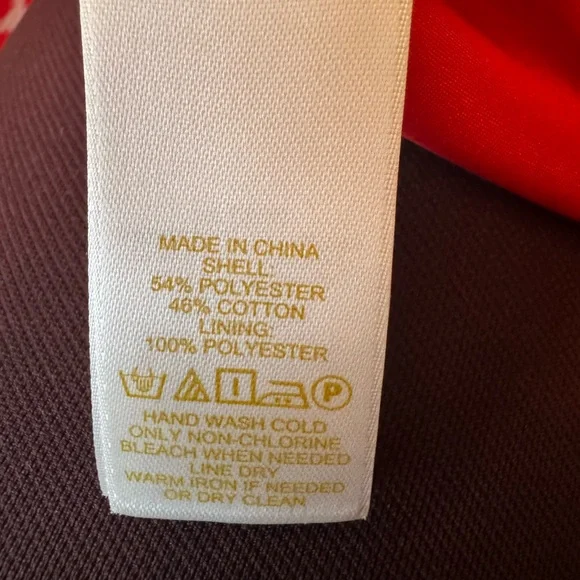 MADE IN CHINA
SHELL:
54% POLYESTER
46% COTTON
LINING:
100% POLYESTER
P
HAND WASH COLD
ONLY NON-CHLORINE
BLEACH WHEN NEEDED
LINE DRY
WARM IRON IF NEEDED
OR DRY CLEAN